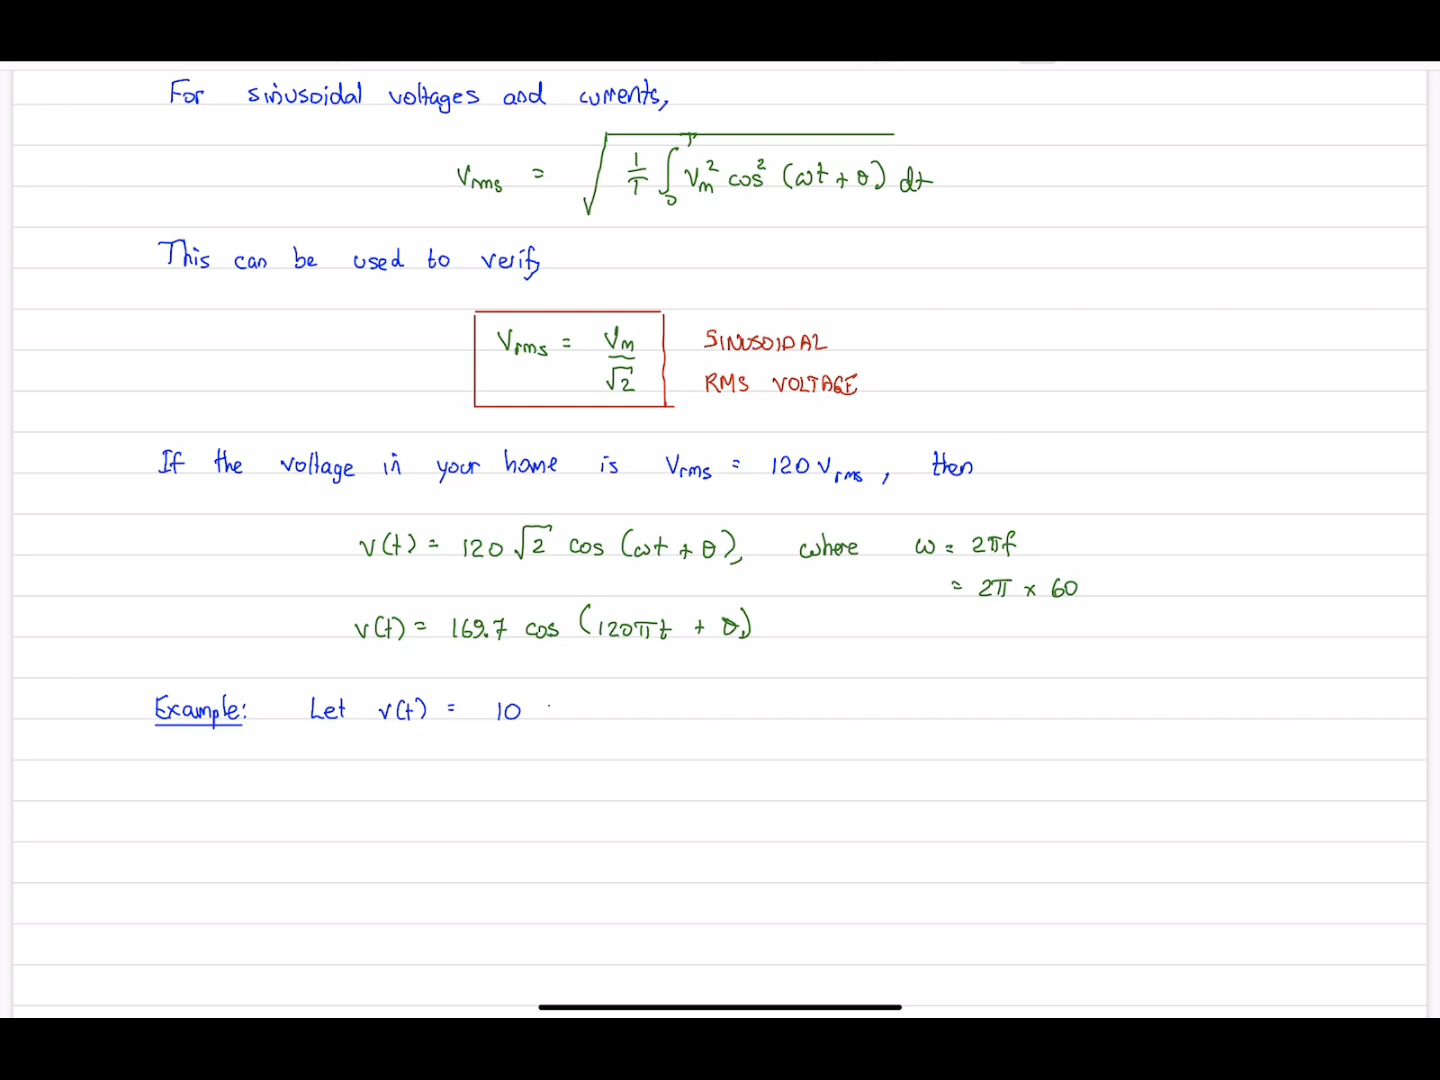 For sinusoidal voltages and currents,
Vrms = √(1/T ∫₀ᵀ Vm² cos² (ωt + θ) dt
This can be used to verify
Vrms = Vm/√2 SINUSOIDAL
RMS VOLTAGE
If the voltage in your home is Vrms = 120 Vrms, then
v(t) = 120 √2 cos (ωt + θ), where ω = 2πf
= 2π × 60
v(t) = 169.7 cos (120πt + θ)
Example: Let v(t) = 10